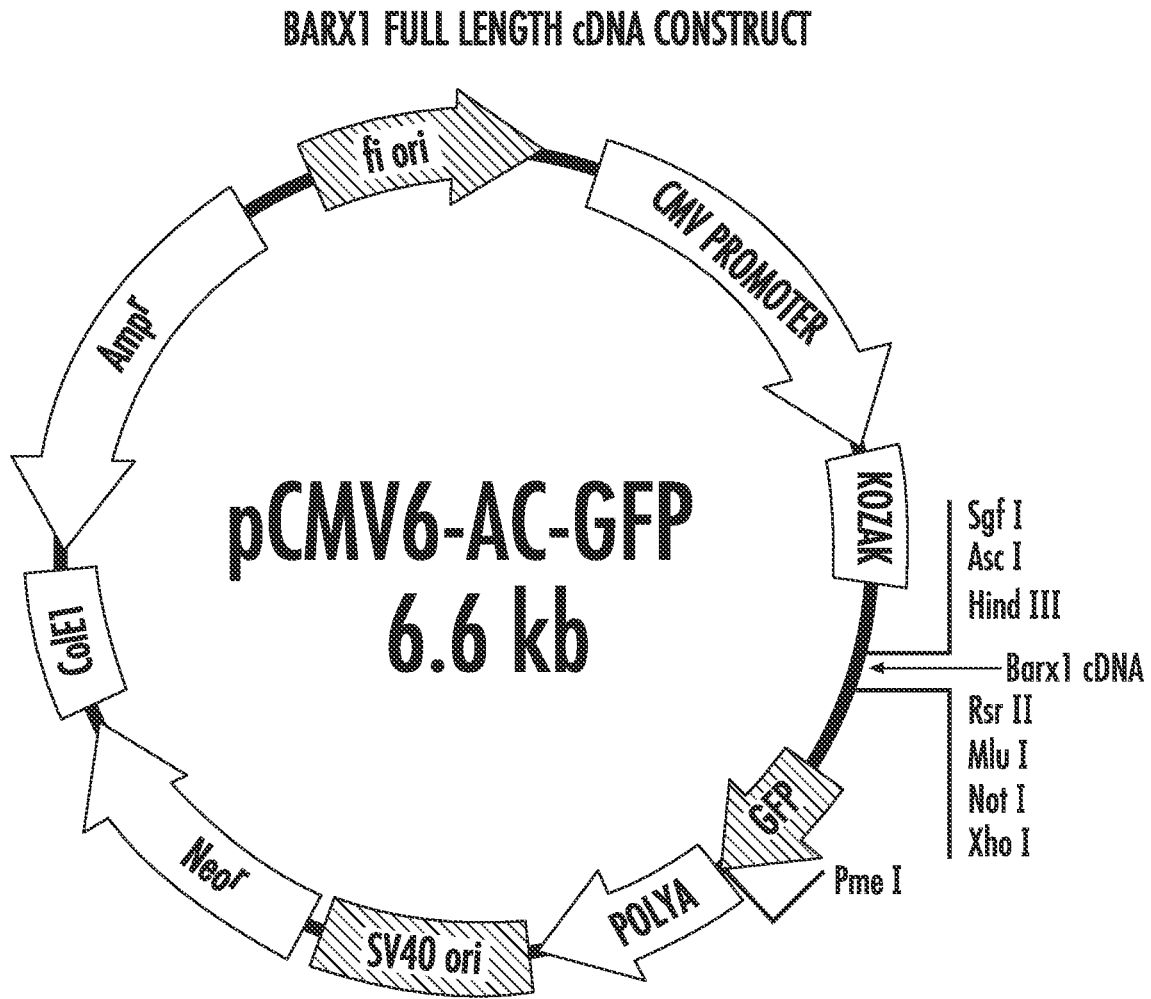 BARX1 FULL LENGTH cDNA CONSTRUCT
fi ori
CMV PROMOTER
Ampr
KOZAK
pCMV6-AC-GFP
6.6 kb
Sgf I
Asc I
Hind III
Barx1 cDNA
Rsr II
Mlu I
Not I
Xho I
ColE1
GFP
Pme I
Neor
POLYA
SV40 ori